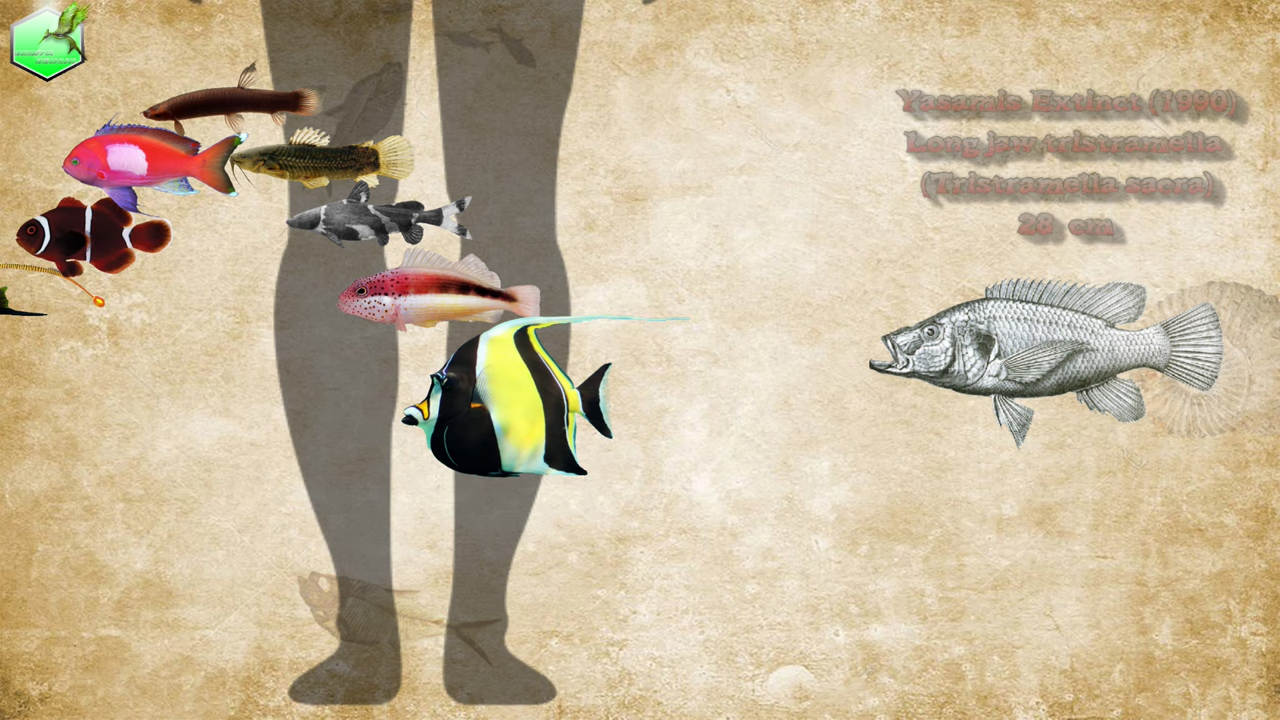 Yasamis Extinct (1990)
Long jaw tristramella
(Tristramella sacra)
28 cm